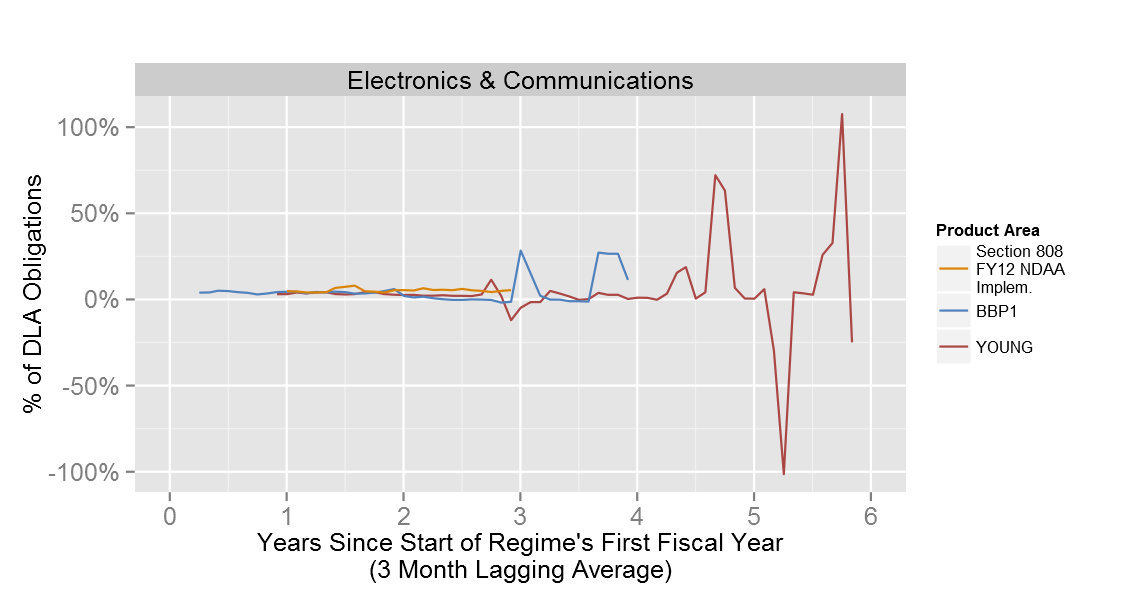 Electronics & Communications
100%
50%
0%
-50%
-100%
% of DLA Obligations
0 1 2 3 4 5 6
Years Since Start of Regime's First Fiscal Year
(3 Month Lagging Average)
Product Area
Section 808
FY12 NDAA
Implem.
BBP1
YOUNG